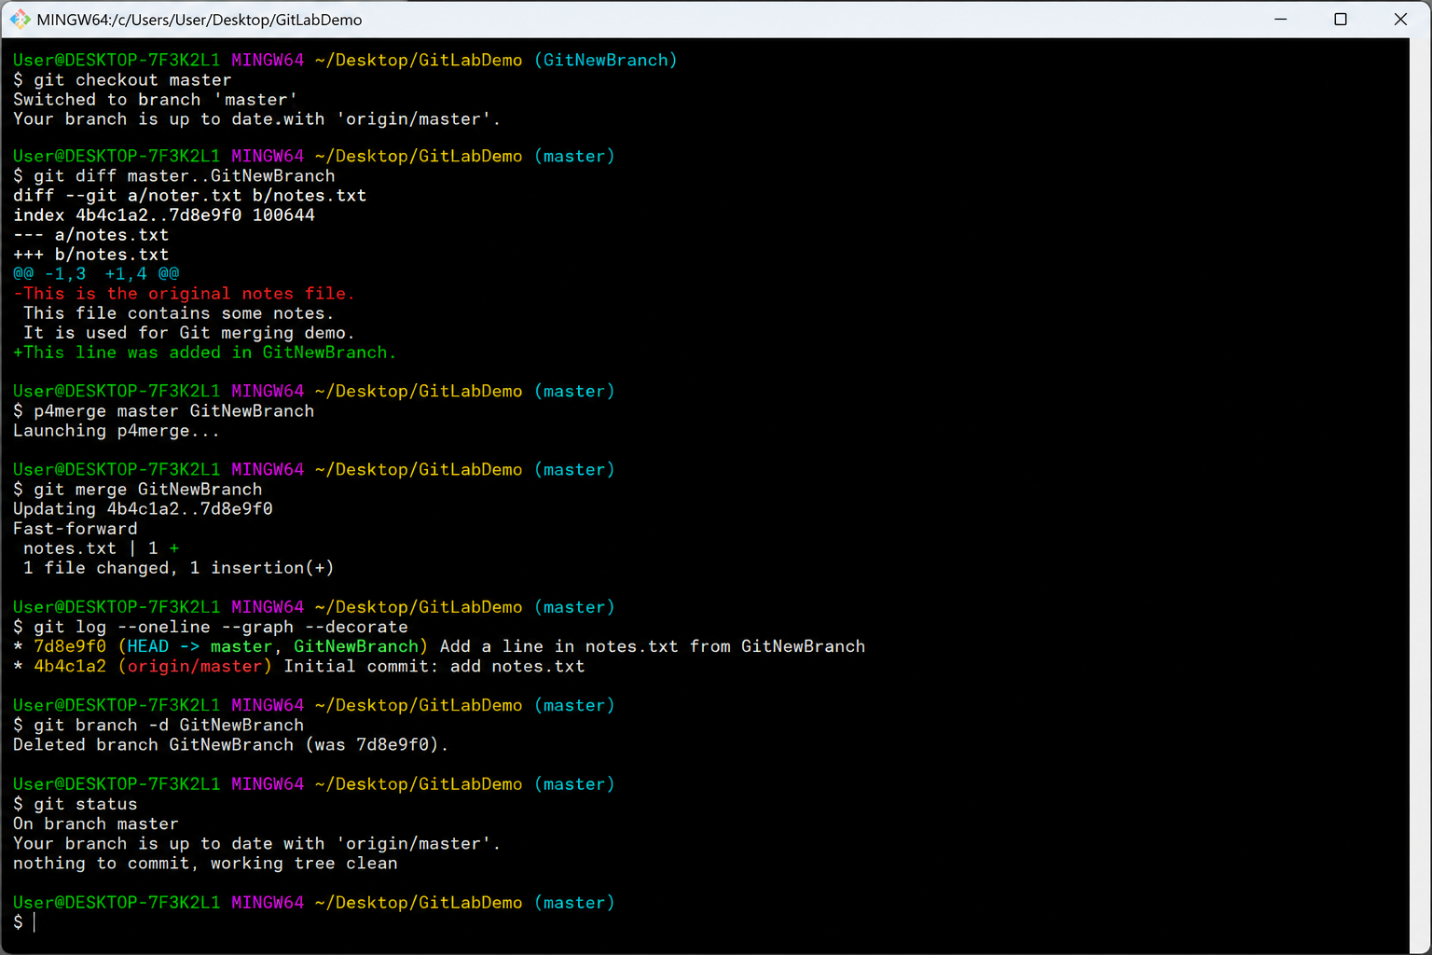 MINGW64:/c/Users/User/Desktop/GitLabDemo
User@DESKTOP-7F3K2L1 MINGW64 ~/Desktop/GitLabDemo (GitNewBranch)
$ git checkout master
Switched to branch 'master'
Your branch is up to date.with 'origin/master'.
User@DESKTOP-7F3K2L1 MINGW64 ~/Desktop/GitLabDemo (master)
$ git diff master..GitNewBranch
diff --git a/noter.txt b/notes.txt
index 4b4c1a2..7d8e9f0 100644
--- a/notes.txt
+++ b/notes.txt
@@ -1,3  +1,4 @@
-This is the original notes file.
 This file contains some notes.
 It is used for Git merging demo.
+This line was added in GitNewBranch.
User@DESKTOP-7F3K2L1 MINGW64 ~/Desktop/GitLabDemo (master)
$ p4merge master GitNewBranch
Launching p4merge...
User@DESKTOP-7F3K2L1 MINGW64 ~/Desktop/GitLabDemo (master)
$ git merge GitNewBranch
Updating 4b4c1a2..7d8e9f0
Fast-forward
 notes.txt | 1 +
 1 file changed, 1 insertion(+)
User@DESKTOP-7F3K2L1 MINGW64 ~/Desktop/GitLabDemo (master)
$ git log --oneline --graph --decorate
* 7d8e9f0 (HEAD -> master, GitNewBranch) Add a line in notes.txt from GitNewBranch
* 4b4c1a2 (origin/master) Initial commit: add notes.txt
User@DESKTOP-7F3K2L1 MINGW64 ~/Desktop/GitLabDemo (master)
$ git branch -d GitNewBranch
Deleted branch GitNewBranch (was 7d8e9f0).
User@DESKTOP-7F3K2L1 MINGW64 ~/Desktop/GitLabDemo (master)
$ git status
On branch master
Your branch is up to date with 'origin/master'.
nothing to commit, working tree clean
User@DESKTOP-7F3K2L1 MINGW64 ~/Desktop/GitLabDemo (master)
$